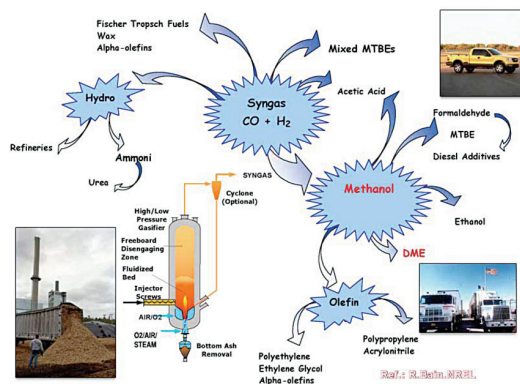 Fischer Tropsch Fuels
Wax
Alpha-olefins
Mixed MTBEs
Acetic Acid
Hydro
Syngas
CO + H2
Formaldehyde
MTBE
Diesel Additives
Refineries
Ammoni
Urea
SYNGAS
Cyclone
(Optional)
Methanol
High/Low
Pressure
Gasifier
Freeboard
Disengaging
Zone
Fluidized
Bed
Injector
Screws
AIR/O2
O2/AIR/
STEAM
Bottom Ash
Removal
Ethanol
DME
Olefin
Polyethylene
Ethylene Glycol
Alpha-olefins
Polypropylene
Acrylonitrile
Ref.: R.Bain.NREL